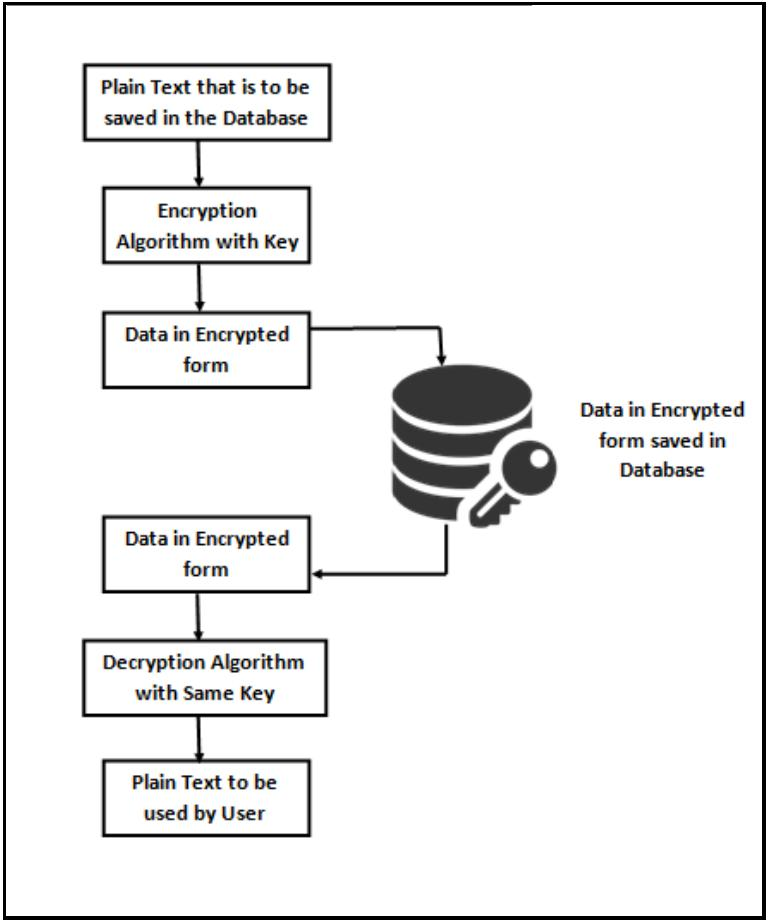 Plain Text that is to be
saved in the Database
Encryption
Algorithm with Key
Data in Encrypted
form
Data in Encrypted
form saved in
Database
Data in Encrypted
form
Decryption Algorithm
with Same Key
Plain Text to be
used by User